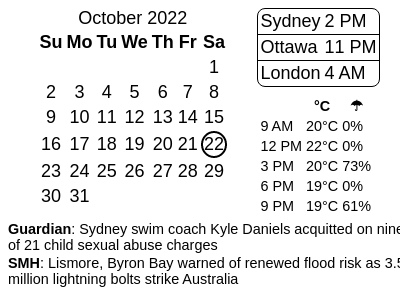 October 2022
Su Mo Tu We Th Fr Sa
1
2 3 4 5 6 7 8
9 10 11 12 13 14 15
16 17 18 19 20 21 22
23 24 25 26 27 28 29
30 31
Sydney 2 PM
Ottawa 11 PM
London 4 AM
°C ☂
9 AM 20°C 0%
12 PM 22°C 0%
3 PM 20°C 73%
6 PM 19°C 0%
9 PM 19°C 61%
Guardian: Sydney swim coach Kyle Daniels acquitted on nine
of 21 child sexual abuse charges
SMH: Lismore, Byron Bay warned of renewed flood risk as 3.5
million lightning bolts strike Australia